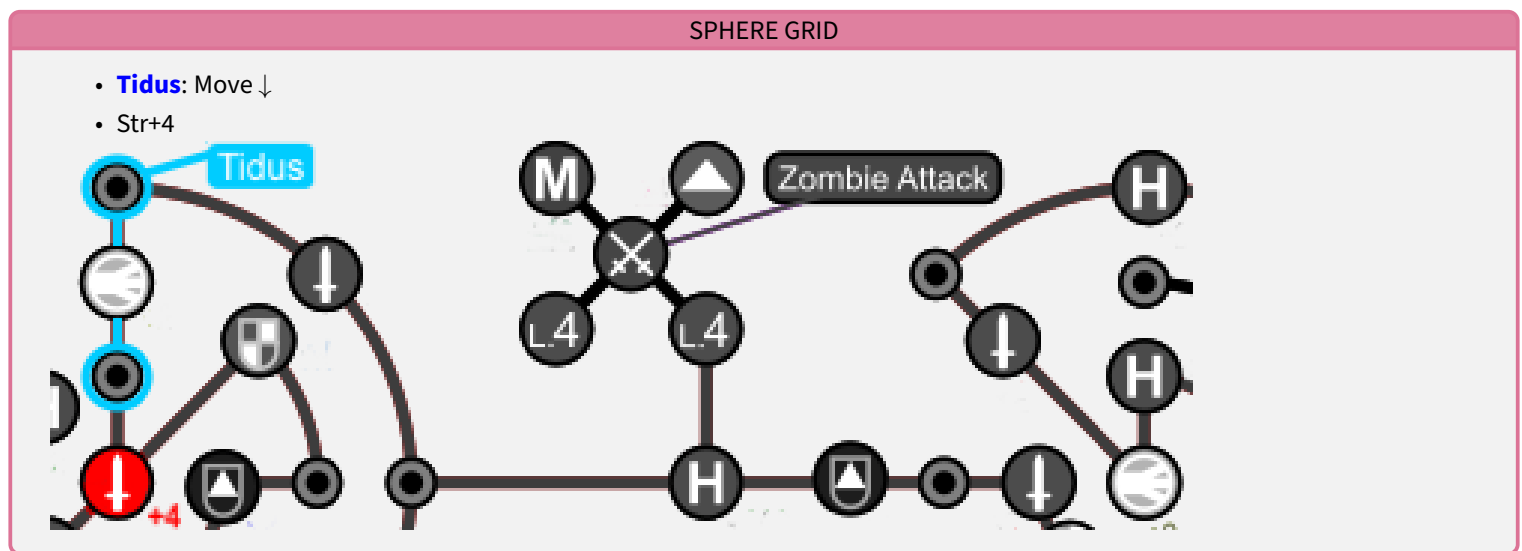 SPHERE GRID
• Tidus: Move ↓
• Str+4
Tidus
M
Zombie Attack
H
L.4
L.4
H
H
+4